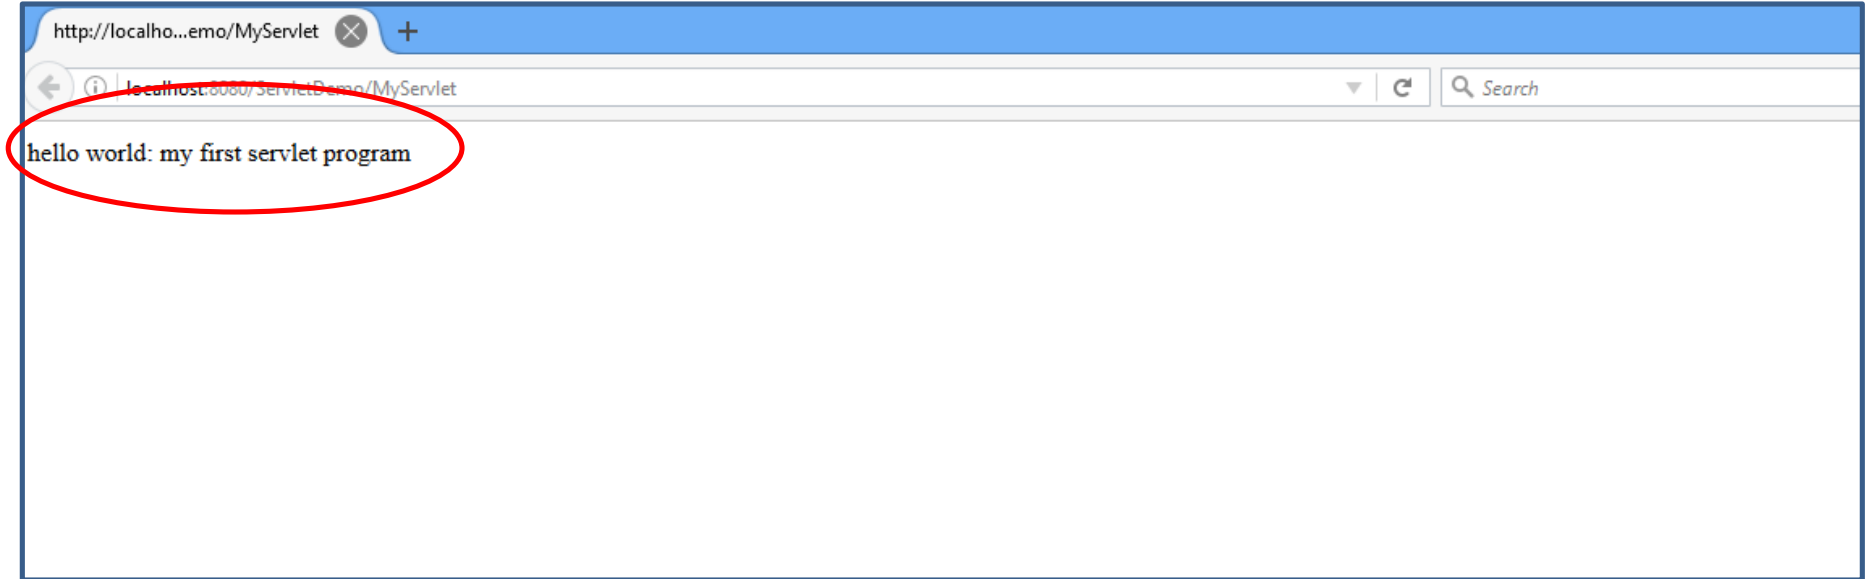 http://localho...emo/MyServlet
localhost:8080/ServletDemo/MyServlet
Search
hello world: my first servlet program